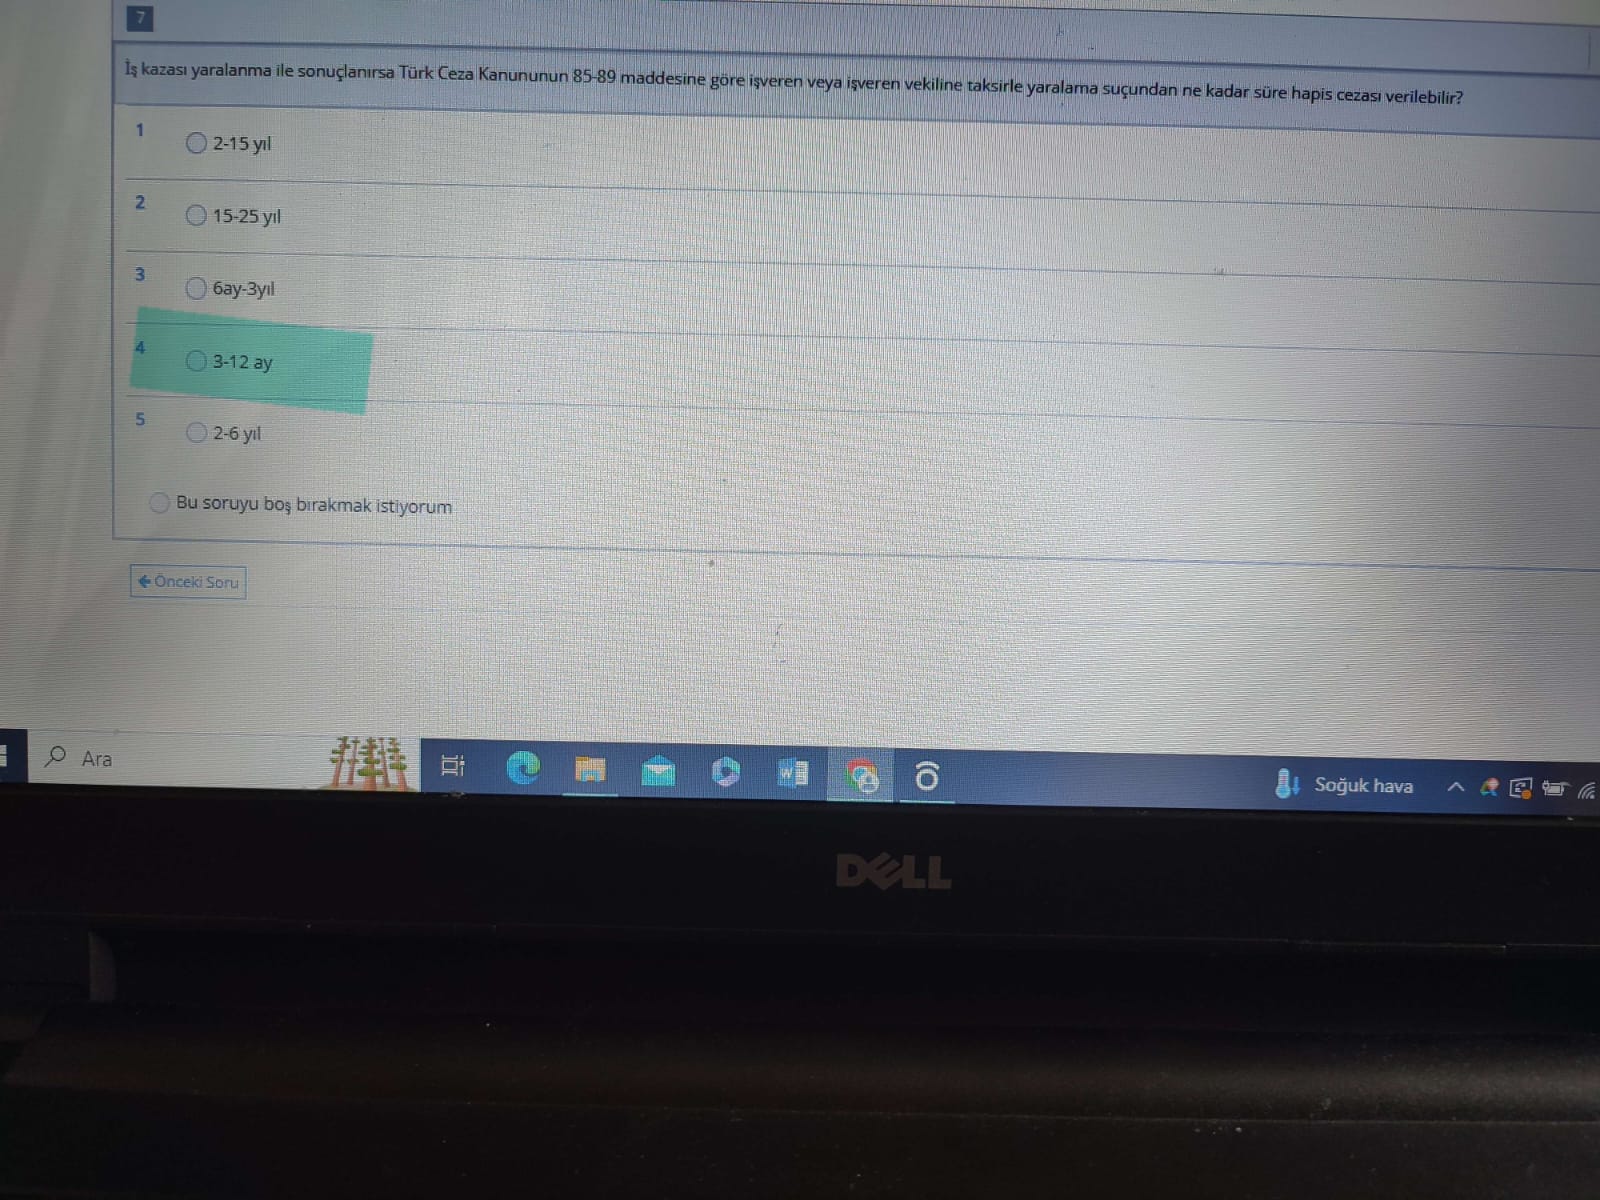 7
İş kazası yaralanma ile sonuçlanırsa Türk Ceza Kanununun 85-89 maddesine göre işveren veya işveren vekiline taksirle yaralama suçundan ne kadar süre hapis cezası verilebilir?
1 2-15 yıl
2 15-25 yıl
3 6ay-3yıl
4 3-12 ay
5 2-6 yıl
Bu soruyu boş bırakmak istiyorum
Önceki Soru
Ara
Soğuk hava
DELL